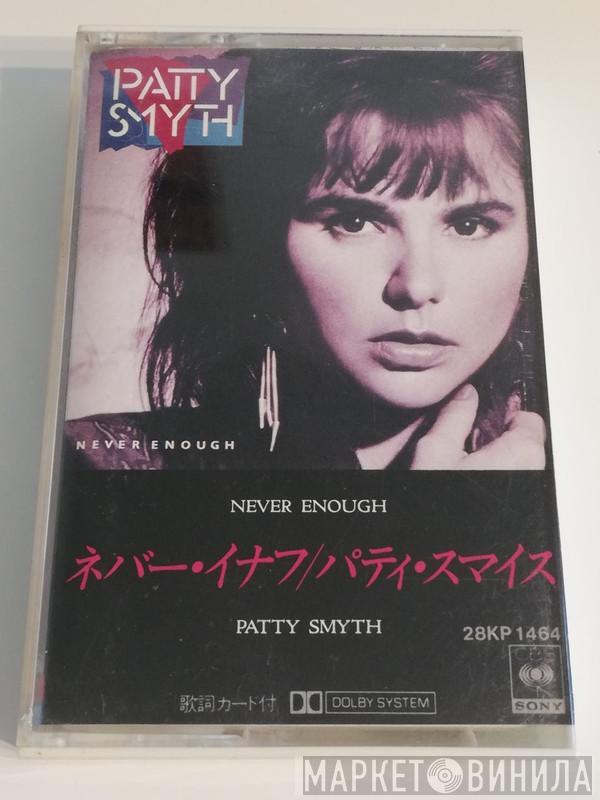 PATTY
SMYTH
NEVER ENOUGH
NEVER ENOUGH
ネバー・イナフ/パティ・スマイス
PATTY SMYTH
28KP 1464
CBS
SONY
歌詞カード付 DOLBY SYSTEM
МАРКЕТ ВИНИЛА